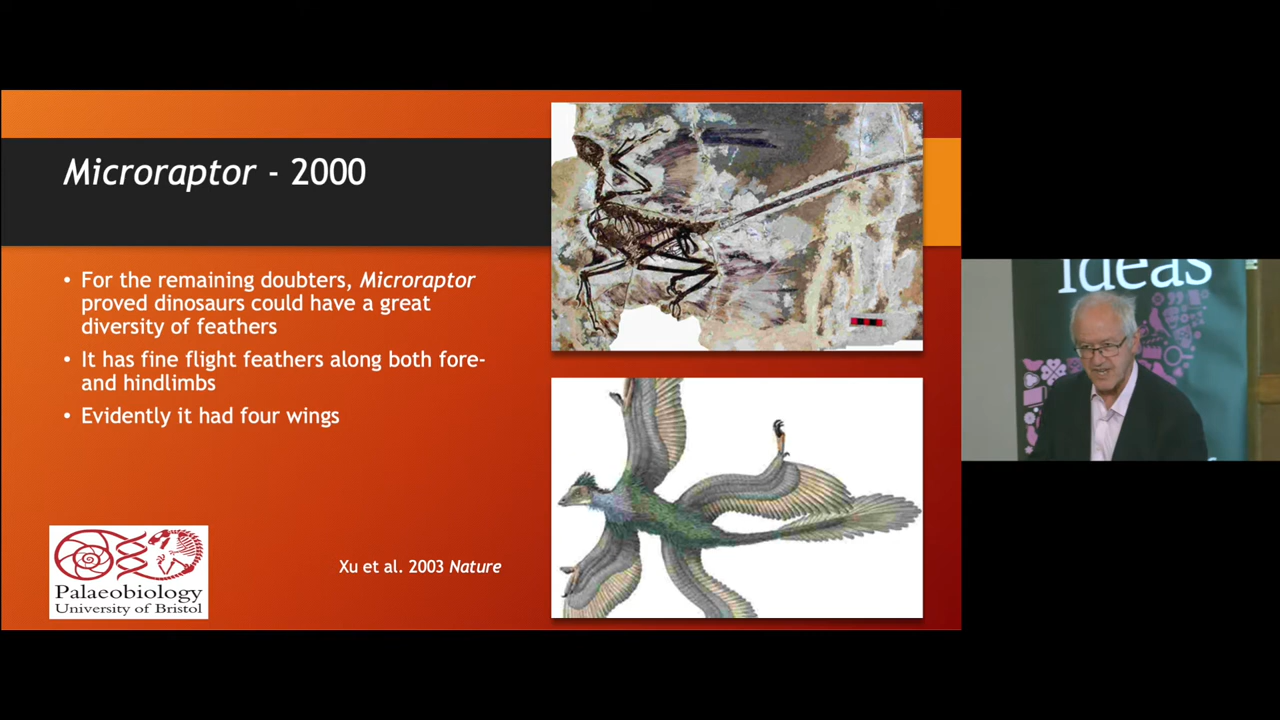 Microraptor - 2000
• For the remaining doubters, Microraptor
proved dinosaurs could have a great
diversity of feathers
• It has fine flight feathers along both fore-
and hindlimbs
• Evidently it had four wings
Xu et al. 2003 Nature
Palaeobiology
University of Bristol
ideas